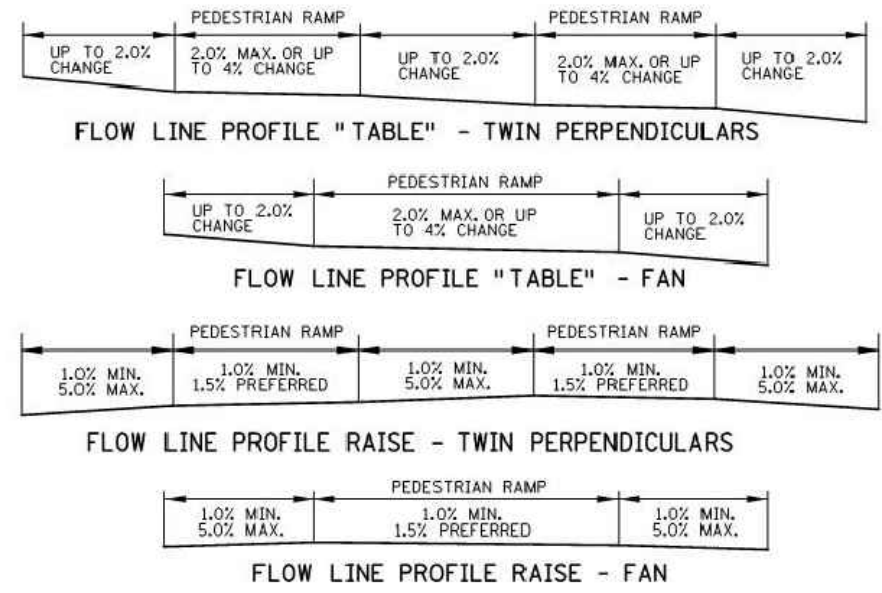 PEDESTRIAN RAMP
PEDESTRIAN RAMP
UP TO 2.0%
CHANGE
2.0% MAX. OR UP
TO 4% CHANGE
UP TO 2.0%
CHANGE
2.0% MAX. OR UP
TO 4% CHANGE
UP TO 2.0%
CHANGE
FLOW LINE PROFILE "TABLE" - TWIN PERPENDICULARS
PEDESTRIAN RAMP
UP TO 2.0%
CHANGE
2.0% MAX. OR UP
TO 4% CHANGE
UP TO 2.0%
CHANGE
FLOW LINE PROFILE "TABLE" - FAN
PEDESTRIAN RAMP
PEDESTRIAN RAMP
1.0% MIN.
5.0% MAX.
1.0% MIN.
1.5% PREFERRED
1.0% MIN.
5.0% MAX.
1.0% MIN.
1.5% PREFERRED
1.0% MIN.
5.0% MAX.
FLOW LINE PROFILE RAISE - TWIN PERPENDICULARS
PEDESTRIAN RAMP
1.0% MIN.
5.0% MAX.
1.0% MIN.
1.5% PREFERRED
1.0% MIN.
5.0% MAX.
FLOW LINE PROFILE RAISE - FAN